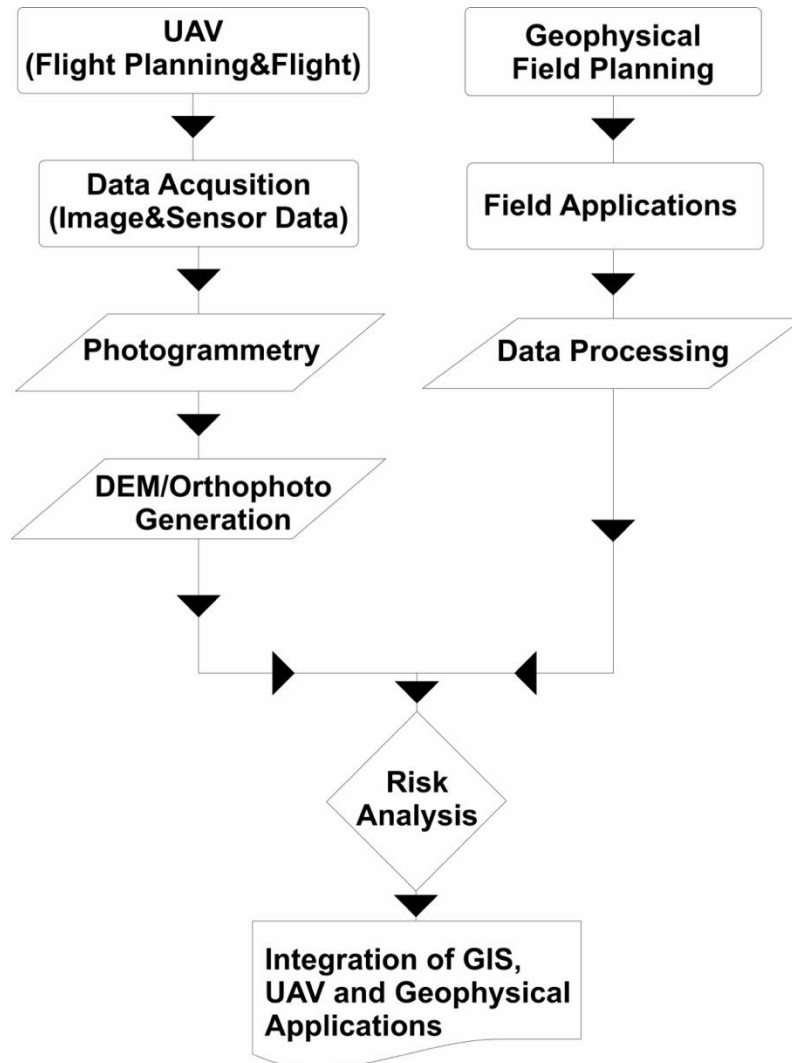 UAV
(Flight Planning&Flight)
Data Acqusition
(Image&Sensor Data)
Photogrammetry
DEM/Orthophoto
Generation
Geophysical
Field Planning
Field Applications
Data Processing
Risk
Analysis
Integration of GIS,
UAV and Geophysical
Applications